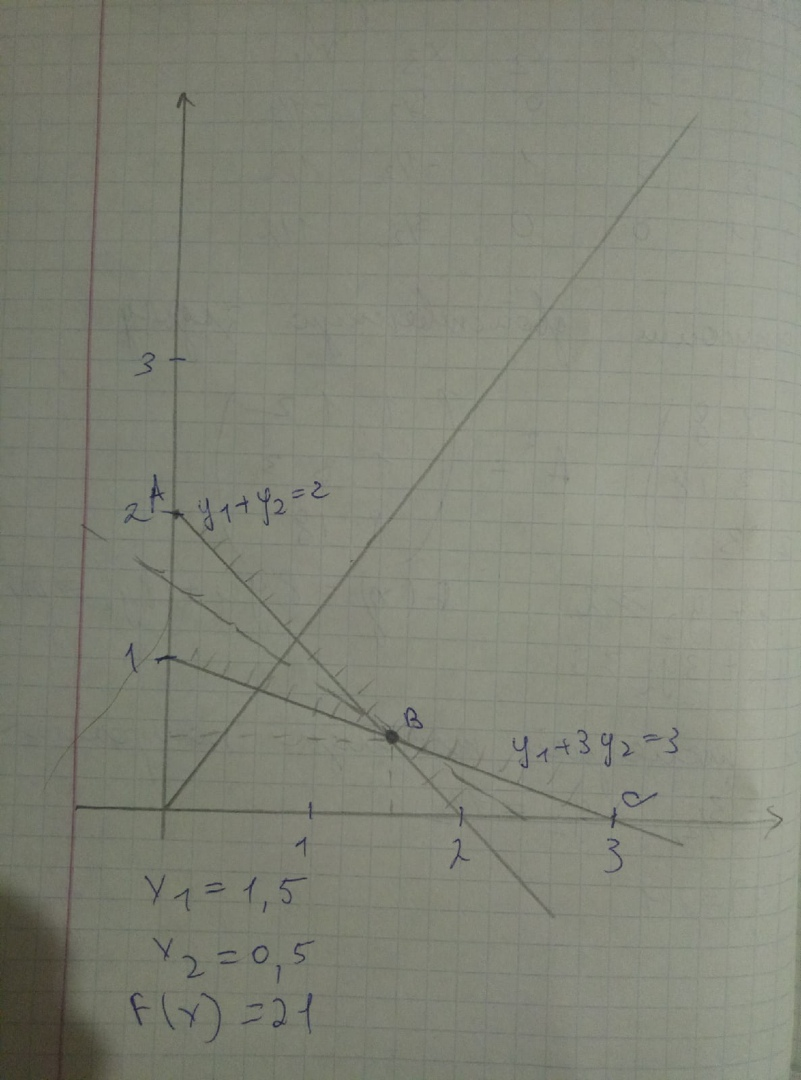 3
2 A y₁+y₂=2
1
B
y₁+3y₂=3
C
1 2 3
Y₁=1,5
Y₂=0,5
F(Y)=21